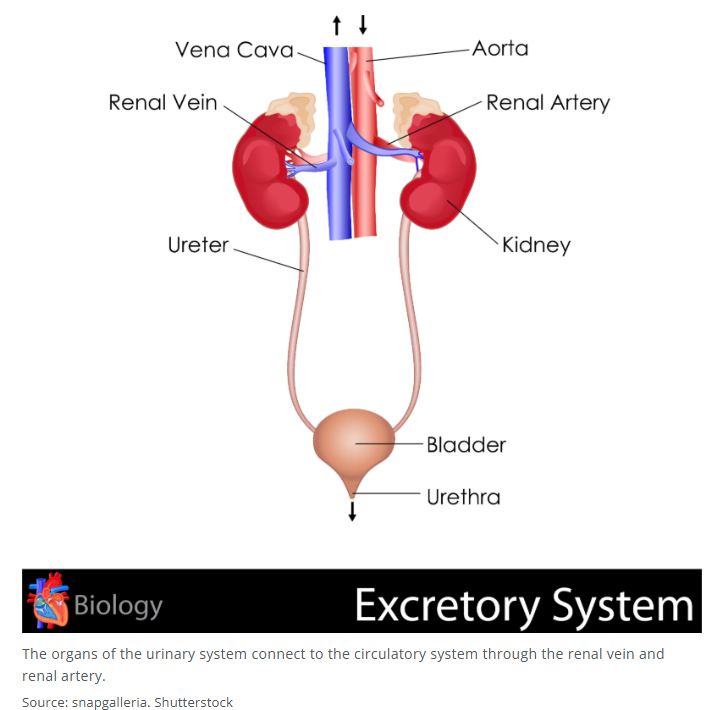 Vena Cava
Aorta
Renal Vein
Renal Artery
Ureter
Kidney
Bladder
Urethra
Biology
Excretory System
The organs of the urinary system connect to the circulatory system through the renal vein and
renal artery.
Source: snapgalleria. Shutterstock